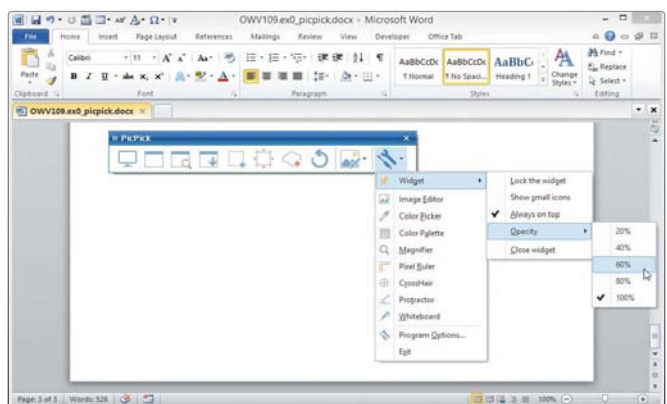 OWV109.ex0_picpick.docx - Microsoft Word
File Home Insert Page Layout References Mailings Review View Developer Office Tab
Paste
Calibri 11
B I U abc x, x²
Clipboard Font Paragraph Styles Editing
AaBbCcDc AaBbCcDc AaBbC
¶ Normal ¶ No Spaci... Heading 1
Change Styles
Find
Replace
Select
OWV109.ex0_picpick.docx
PicPick
Widget
Image Editor
Color Picker
Color Palette
Magnifier
Pixel Ruler
CrossHair
Protractor
Whiteboard
Program Options...
Exit
Lock the widget
Show small icons
Always on top
Opacity
Close widget
20%
40%
60%
80%
100%
Page: 3 of 3 Words: 526 100%